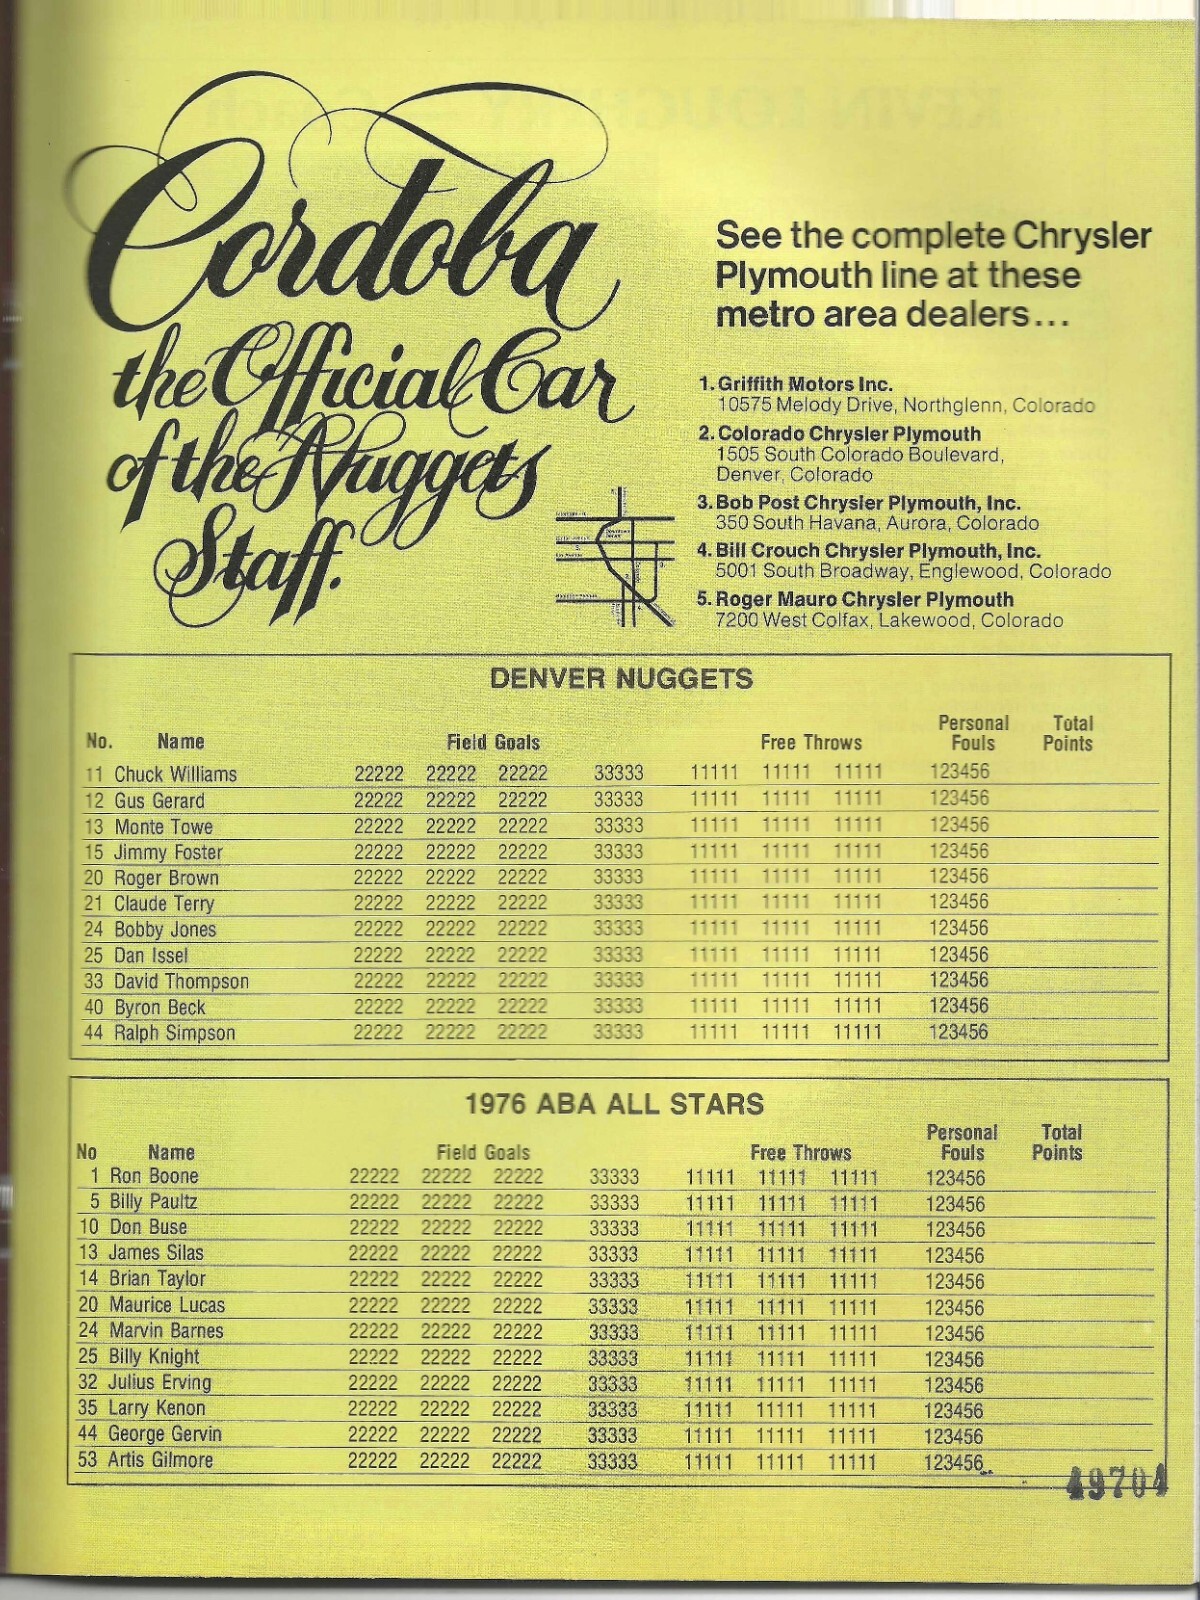 Cordoba
the Official Car
of the Nuggets
Staff.
See the complete Chrysler
Plymouth line at these
metro area dealers...
1. Griffith Motors Inc.
10575 Melody Drive, Northglenn, Colorado
2. Colorado Chrysler Plymouth
1505 South Colorado Boulevard,
Denver, Colorado
3. Bob Post Chrysler Plymouth, Inc.
350 South Havana, Aurora, Colorado
4. Bill Crouch Chrysler Plymouth, Inc.
5001 South Broadway, Englewood, Colorado
5. Roger Mauro Chrysler Plymouth
7200 West Colfax, Lakewood, Colorado
DENVER NUGGETS
Personal Total
No. Name Field Goals Free Throws Fouls Points
11 Chuck Williams 22222 22222 22222 33333 11111 11111 11111 123456
12 Gus Gerard 22222 22222 22222 33333 11111 11111 11111 123456
13 Monte Towe 22222 22222 22222 33333 11111 11111 11111 123456
15 Jimmy Foster 22222 22222 22222 33333 11111 11111 11111 123456
20 Roger Brown 22222 22222 22222 33333 11111 11111 11111 123456
21 Claude Terry 22222 22222 22222 33333 11111 11111 11111 123456
24 Bobby Jones 22222 22222 22222 33333 11111 11111 11111 123456
25 Dan Issel 22222 22222 22222 33333 11111 11111 11111 123456
33 David Thompson 22222 22222 22222 33333 11111 11111 11111 123456
40 Byron Beck 22222 22222 22222 33333 11111 11111 11111 123456
44 Ralph Simpson 22222 22222 22222 33333 11111 11111 11111 123456
1976 ABA ALL STARS
Personal Total
No Name Field Goals Free Throws Fouls Points
1 Ron Boone 22222 22222 22222 33333 11111 11111 11111 123456
5 Billy Paultz 22222 22222 22222 33333 11111 11111 11111 123456
10 Don Buse 22222 22222 22222 33333 11111 11111 11111 123456
13 James Silas 22222 22222 22222 33333 11111 11111 11111 123456
14 Brian Taylor 22222 22222 22222 33333 11111 11111 11111 123456
20 Maurice Lucas 22222 22222 22222 33333 11111 11111 11111 123456
24 Marvin Barnes 22222 22222 22222 33333 11111 11111 11111 123456
25 Billy Knight 22222 22222 22222 33333 11111 11111 11111 123456
32 Julius Erving 22222 22222 22222 33333 11111 11111 11111 123456
35 Larry Kenon 22222 22222 22222 33333 11111 11111 11111 123456
44 George Gervin 22222 22222 22222 33333 11111 11111 11111 123456
53 Artis Gilmore 22222 22222 22222 33333 11111 11111 11111 123456
49704